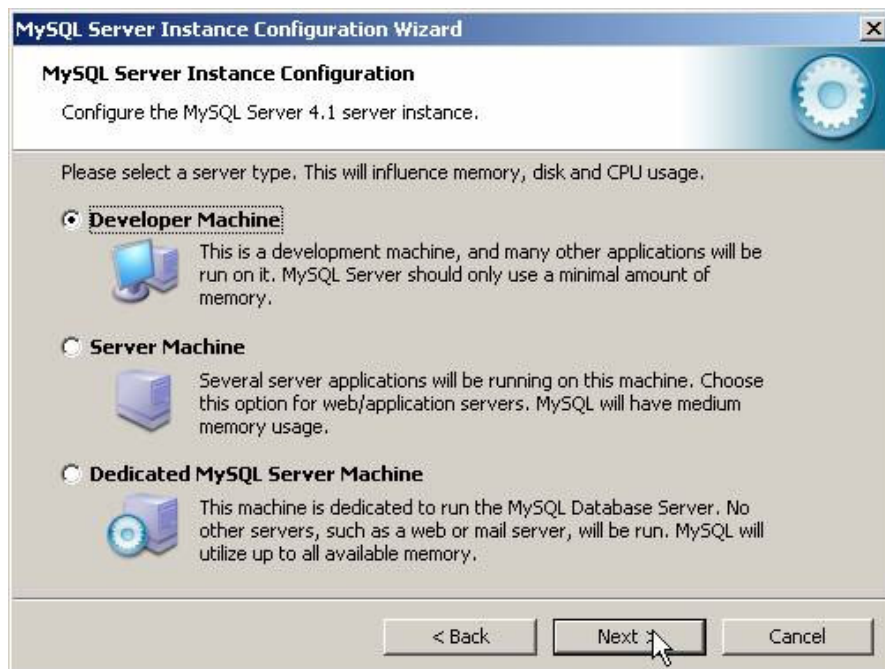 MySQL Server Instance Configuration Wizard
MySQL Server Instance Configuration
Configure the MySQL Server 4.1 server instance.
Please select a server type. This will influence memory, disk and CPU usage.
Developer Machine
This is a development machine, and many other applications will be
run on it. MySQL Server should only use a minimal amount of
memory.
Server Machine
Several server applications will be running on this machine. Choose
this option for web/application servers. MySQL will have medium
memory usage.
Dedicated MySQL Server Machine
This machine is dedicated to run the MySQL Database Server. No
other servers, such as a web or mail server, will be run. MySQL will
utilize up to all available memory.
< Back Next > Cancel